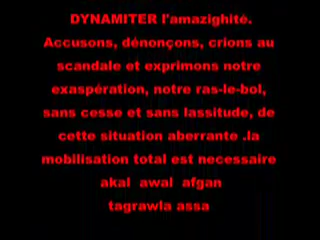 DYNAMITER l'amazighité.
Accusons, dénonçons, crions au
scandale et exprimons notre
exaspération, notre ras-le-bol,
sans cesse et sans lassitude, de
cette situation aberrante .la
mobilisation total est necessaire
akal awal afgan
tagrawla assa